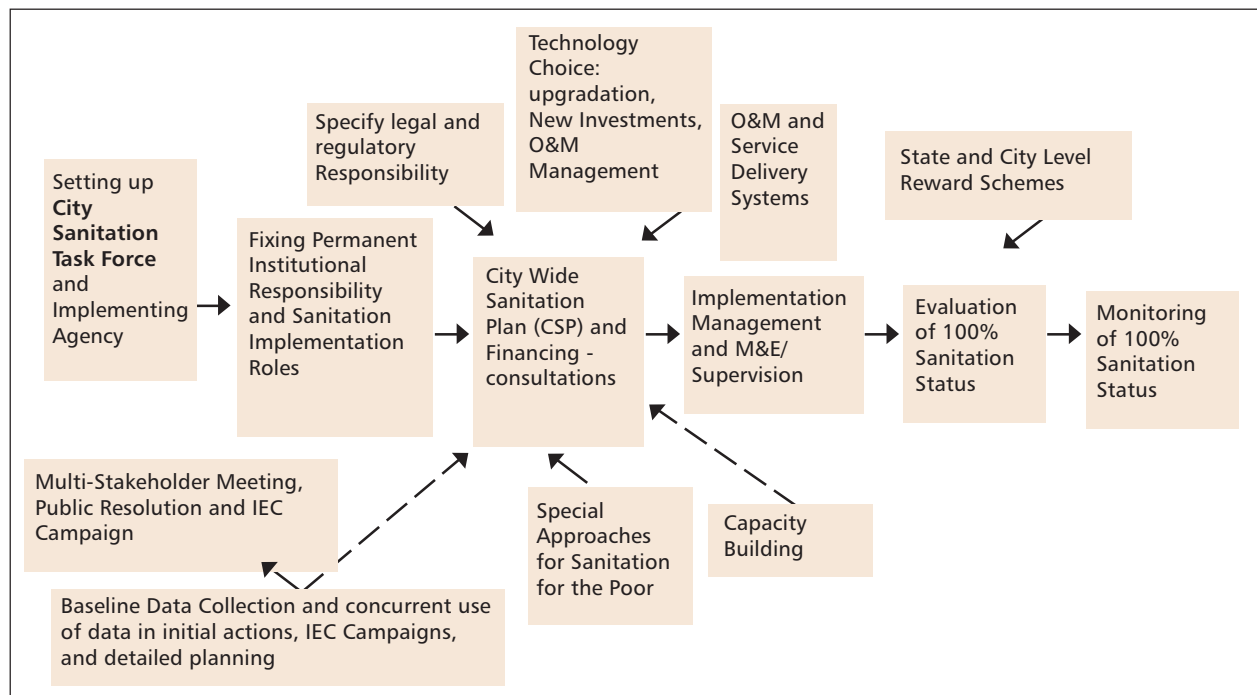 Setting up
City
Sanitation
Task Force
and
Implementing
Agency
Fixing Permanent
Institutional
Responsibility
and Sanitation
Implementation
Roles
Specify legal and
regulatory
Responsibility
Technology
Choice:
upgradation,
New Investments,
O&M
Management
O&M and
Service
Delivery
Systems
State and City Level
Reward Schemes
City Wide
Sanitation
Plan (CSP) and
Financing -
consultations
Implementation
Management
and M&E/
Supervision
Evaluation
of 100%
Sanitation
Status
Monitoring
of 100%
Sanitation
Status
Multi-Stakeholder Meeting,
Public Resolution and IEC
Campaign
Baseline Data Collection and concurrent use
of data in initial actions, IEC Campaigns,
and detailed planning
Special
Approaches
for Sanitation
for the Poor
Capacity
Building